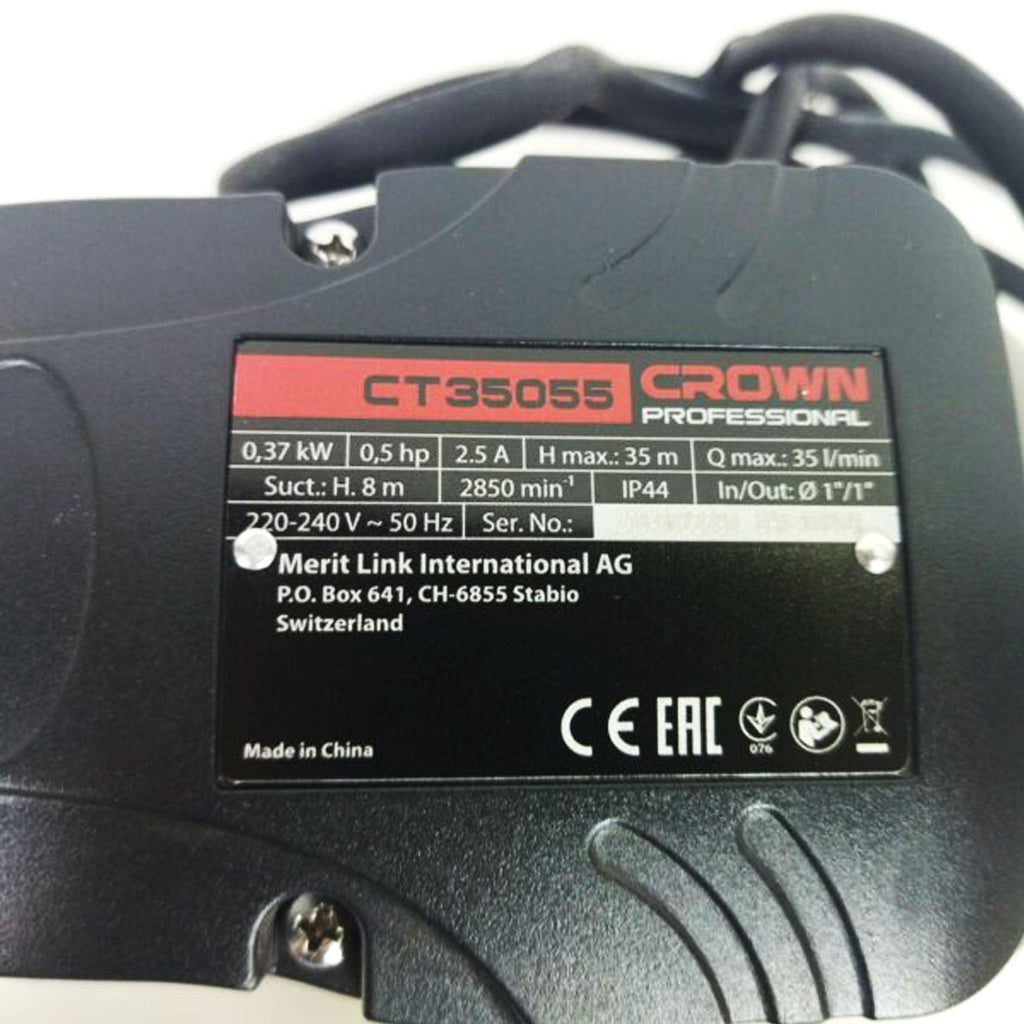 CT35055 CROWN
PROFESSIONAL
0,37 kW 0,5 hp 2.5 A H max.: 35 m Q max.: 35 l/min
Suct.: H. 8 m 2850 min⁻¹ IP44 In/Out: Ø 1"/1"
220-240 V ~ 50 Hz Ser. No.:
Merit Link International AG
P.O. Box 641, CH-6855 Stabio
Switzerland
Made in China CE EAC 076